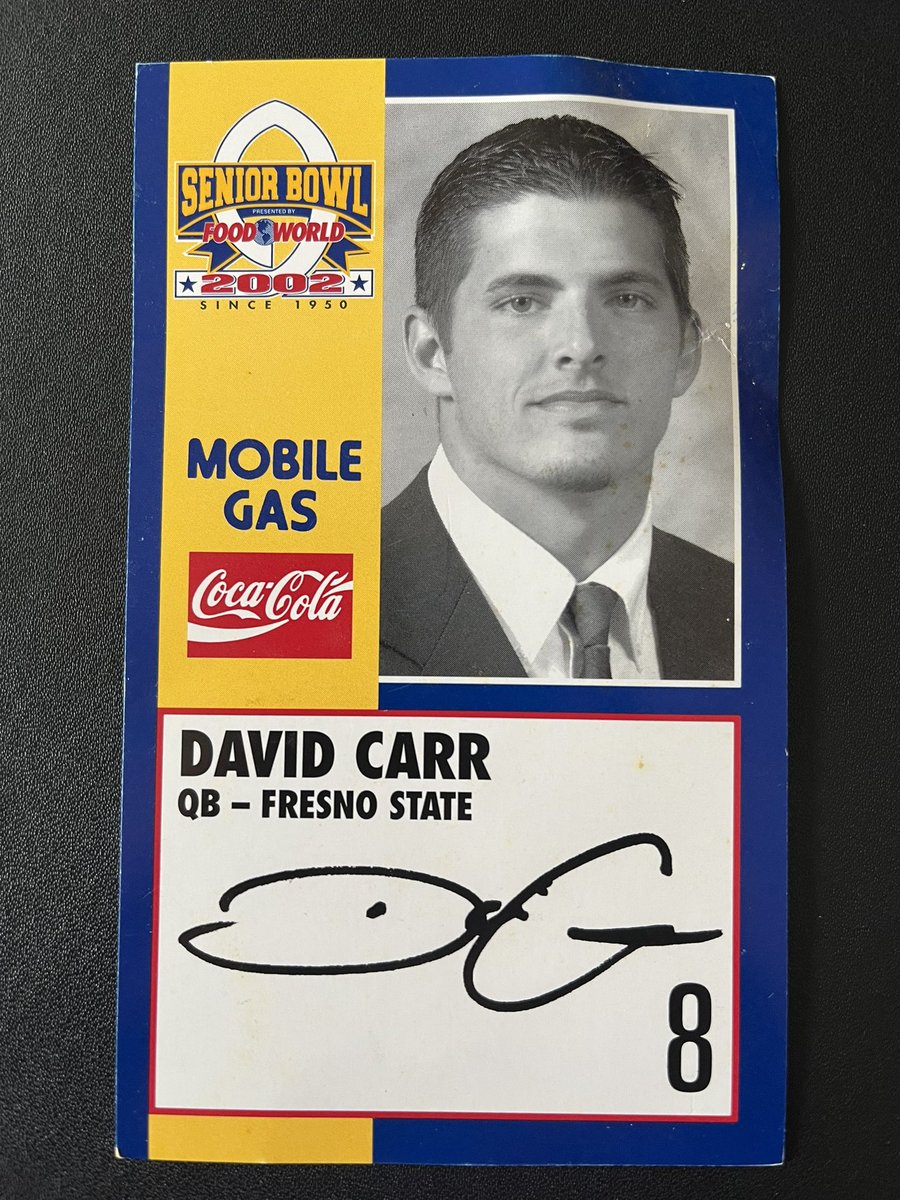 SENIOR BOWL
PRESENTED BY
FOOD WORLD
2002
SINCE 1950
MOBILE
GAS
Coca-Cola
DAVID CARR
QB – FRESNO STATE
8